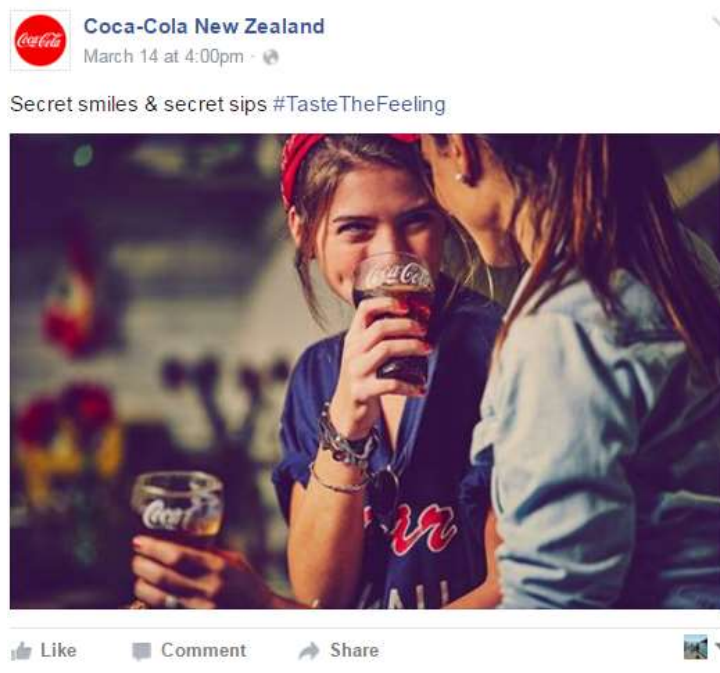 Coca-Cola
Coca-Cola New Zealand
March 14 at 4:00pm ·
Secret smiles & secret sips #TasteTheFeeling
Like
Comment
Share